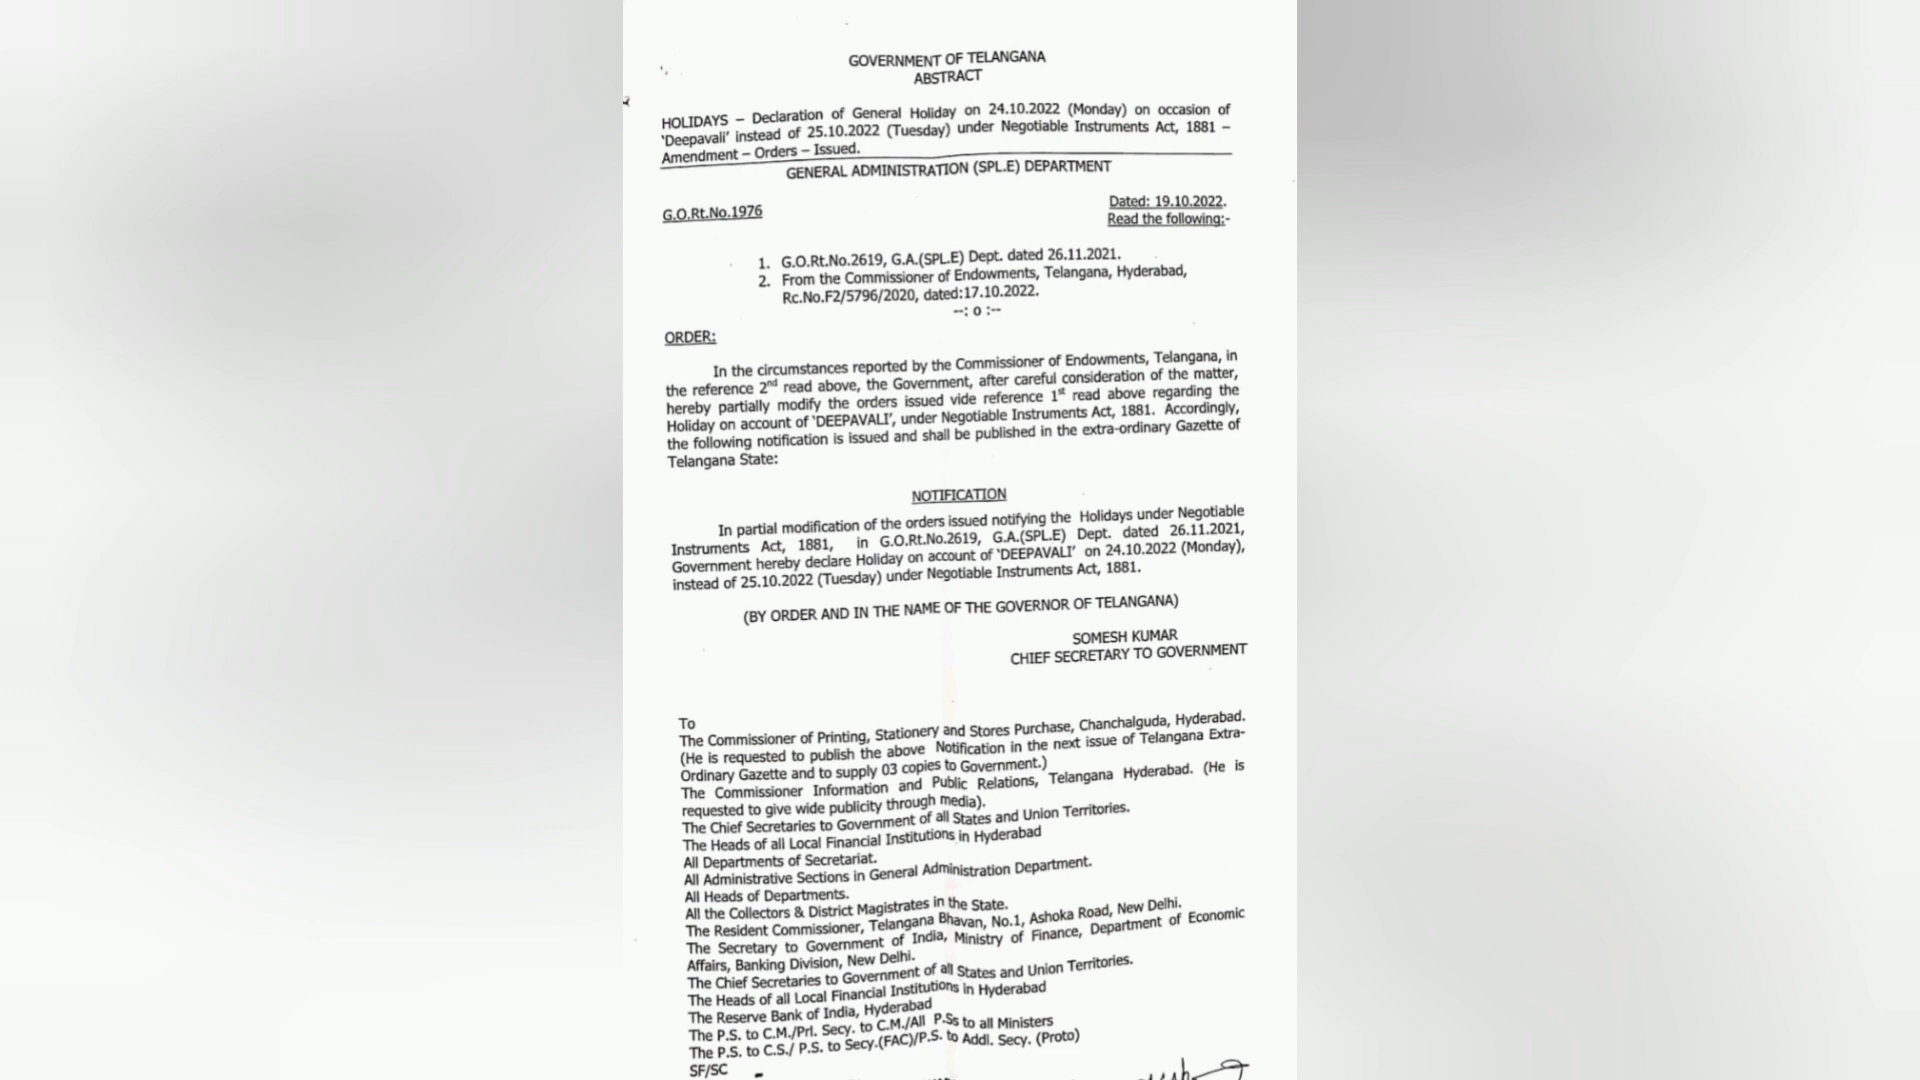 GOVERNMENT OF TELANGANA
ABSTRACT
HOLIDAYS – Declaration of General Holiday on 24.10.2022 (Monday) on occasion of
'Deepavali' instead of 25.10.2022 (Tuesday) under Negotiable Instruments Act, 1881 –
Amendment – Orders – Issued.
GENERAL ADMINISTRATION (SPL.E) DEPARTMENT
G.O.Rt.No.1976
Dated: 19.10.2022.
Read the following:-
1. G.O.Rt.No.2619, G.A.(SPL.E) Dept. dated 26.11.2021.
2. From the Commissioner of Endowments, Telangana, Hyderabad,
Rc.No.F2/5796/2020, dated:17.10.2022.
--: o :--
ORDER:
In the circumstances reported by the Commissioner of Endowments, Telangana, in
the reference 2nd read above, the Government, after careful consideration of the matter,
hereby partially modify the orders issued vide reference 1st read above regarding the
Holiday on account of 'DEEPAVALI', under Negotiable Instruments Act, 1881. Accordingly,
the following notification is issued and shall be published in the extra-ordinary Gazette of
Telangana State:
NOTIFICATION
In partial modification of the orders issued notifying the Holidays under Negotiable
Instruments Act, 1881, in G.O.Rt.No.2619, G.A.(SPL.E) Dept. dated 26.11.2021,
Government hereby declare Holiday on account of 'DEEPAVALI' on 24.10.2022 (Monday),
instead of 25.10.2022 (Tuesday) under Negotiable Instruments Act, 1881.
(BY ORDER AND IN THE NAME OF THE GOVERNOR OF TELANGANA)
SOMESH KUMAR
CHIEF SECRETARY TO GOVERNMENT
To
The Commissioner of Printing, Stationery and Stores Purchase, Chanchalguda, Hyderabad.
(He is requested to publish the above Notification in the next issue of Telangana Extra-
Ordinary Gazette and to supply 03 copies to Government.)
The Commissioner Information and Public Relations, Telangana Hyderabad. (He is
requested to give wide publicity through media).
The Chief Secretaries to Government of all States and Union Territories.
The Heads of all Local Financial Institutions in Hyderabad
All Departments of Secretariat.
All Administrative Sections in General Administration Department.
All Heads of Departments.
All the Collectors & District Magistrates in the State.
The Resident Commissioner, Telangana Bhavan, No.1, Ashoka Road, New Delhi.
The Secretary to Government of India, Ministry of Finance, Department of Economic
Affairs, Banking Division, New Delhi.
The Chief Secretaries to Government of all States and Union Territories.
The Heads of all Local Financial Institutions in Hyderabad
The Reserve Bank of India, Hyderabad
The P.S. to C.M./Prl. Secy. to C.M./All P.Ss to all Ministers
The P.S. to C.S./ P.S. to Secy.(FAC)/P.S. to Addl. Secy. (Proto)
SF/SC